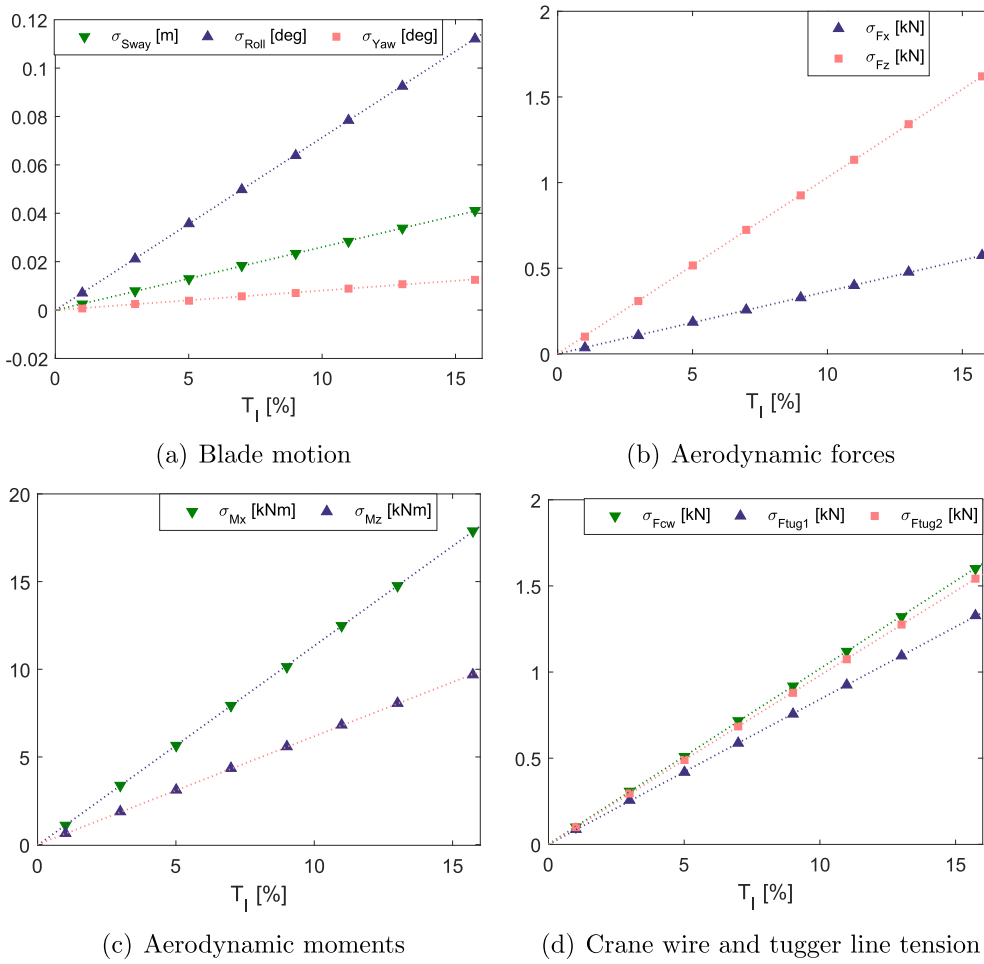 σSway [m] σRoll [deg] σYaw [deg]
0.12
0.1
0.08
0.06
0.04
0.02
0
-0.02
0 5 10 15
TI [%]
(a) Blade motion
σFx [kN]
σFz [kN]
2
1.5
1
0.5
0
0 5 10 15
TI [%]
(b) Aerodynamic forces
σMx [kNm] σMz [kNm]
20
15
10
5
0
0 5 10 15
TI [%]
(c) Aerodynamic moments
σFcw [kN] σFtug1 [kN] σFtug2 [kN]
2
1.5
1
0.5
0
0 5 10 15
TI [%]
(d) Crane wire and tugger line tension